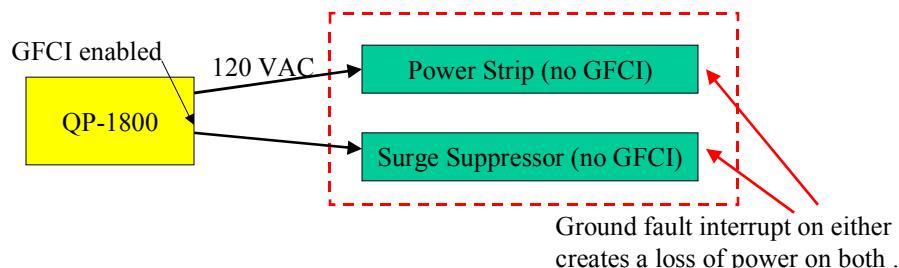 GFCI enabled
120 VAC
Power Strip (no GFCI)
QP-1800
Surge Suppressor (no GFCI)
Ground fault interrupt on either
creates a loss of power on both .